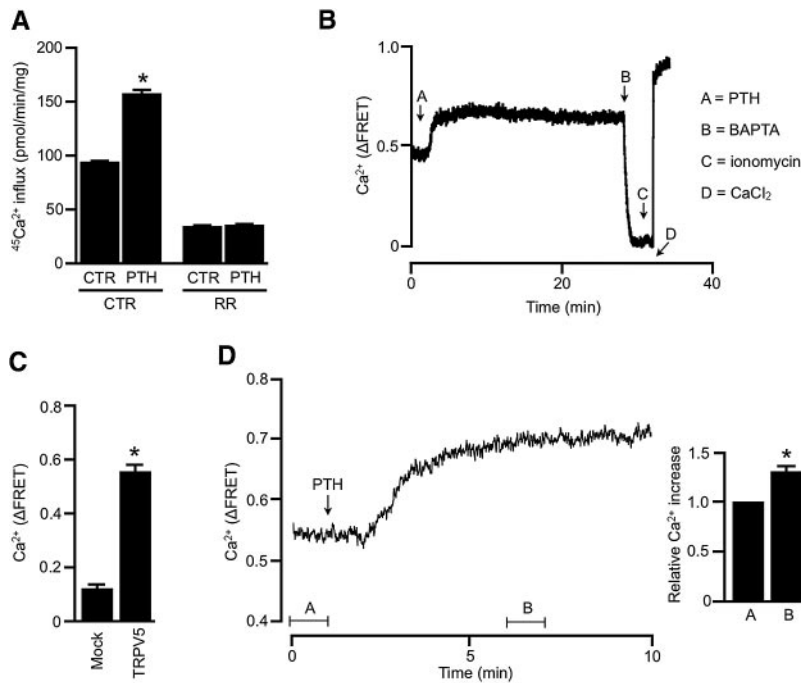 A
⁴⁵Ca²⁺ influx (pmol/min/mg)
200
150
100
50
0
*
CTR PTH CTR PTH
CTR RR
B
Ca²⁺ (ΔFRET)
1.0
0.5
0
A
B
C
D
0 20 40
Time (min)
A = PTH
B = BAPTA
C = ionomycin
D = CaCl₂
C
Ca²⁺ (ΔFRET)
0.8
0.6
0.4
0.2
0
*
Mock
TRPV5
D
Ca²⁺ (ΔFRET)
0.8
0.7
0.6
0.5
0.4
PTH
A B
0 5 10
Time (min)
Relative Ca²⁺ increase
1.5
1.0
0.5
0
*
A B